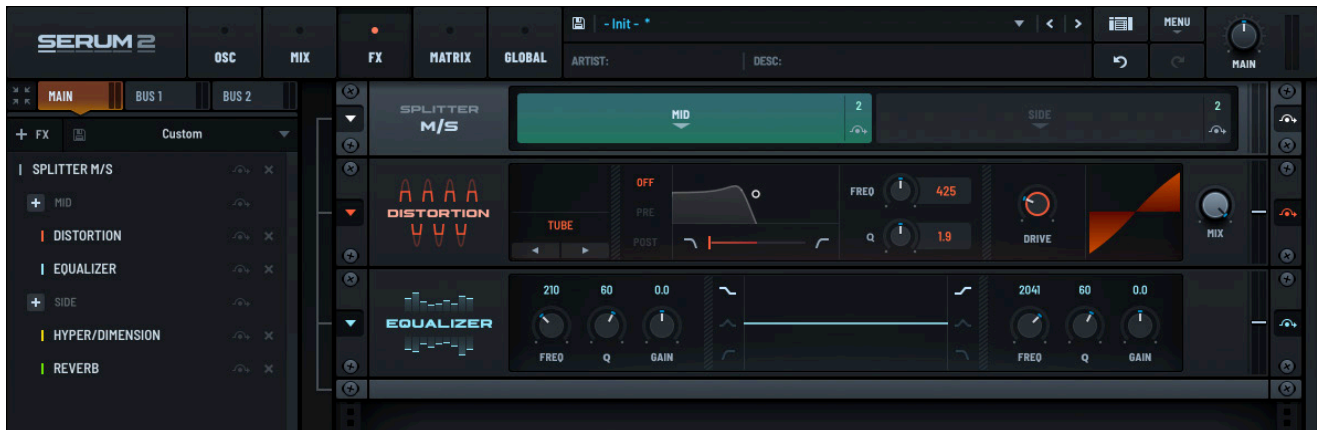 SERUM 2
OSC
MIX
FX
MATRIX
GLOBAL
- Init - *
MENU
ARTIST:
DESC:
MAIN
MAIN
BUS 1
BUS 2
+ FX
Custom
SPLITTER M/S
+ MID
DISTORTION
EQUALIZER
+ SIDE
HYPER/DIMENSION
REVERB
SPLITTER
M/S
MID
2
SIDE
2
DISTORTION
TUBE
OFF
PRE
POST
FREQ
425
Q
1.9
DRIVE
MIX
EQUALIZER
210
60
0.0
FREQ
Q
GAIN
2041
60
0.0
FREQ
Q
GAIN